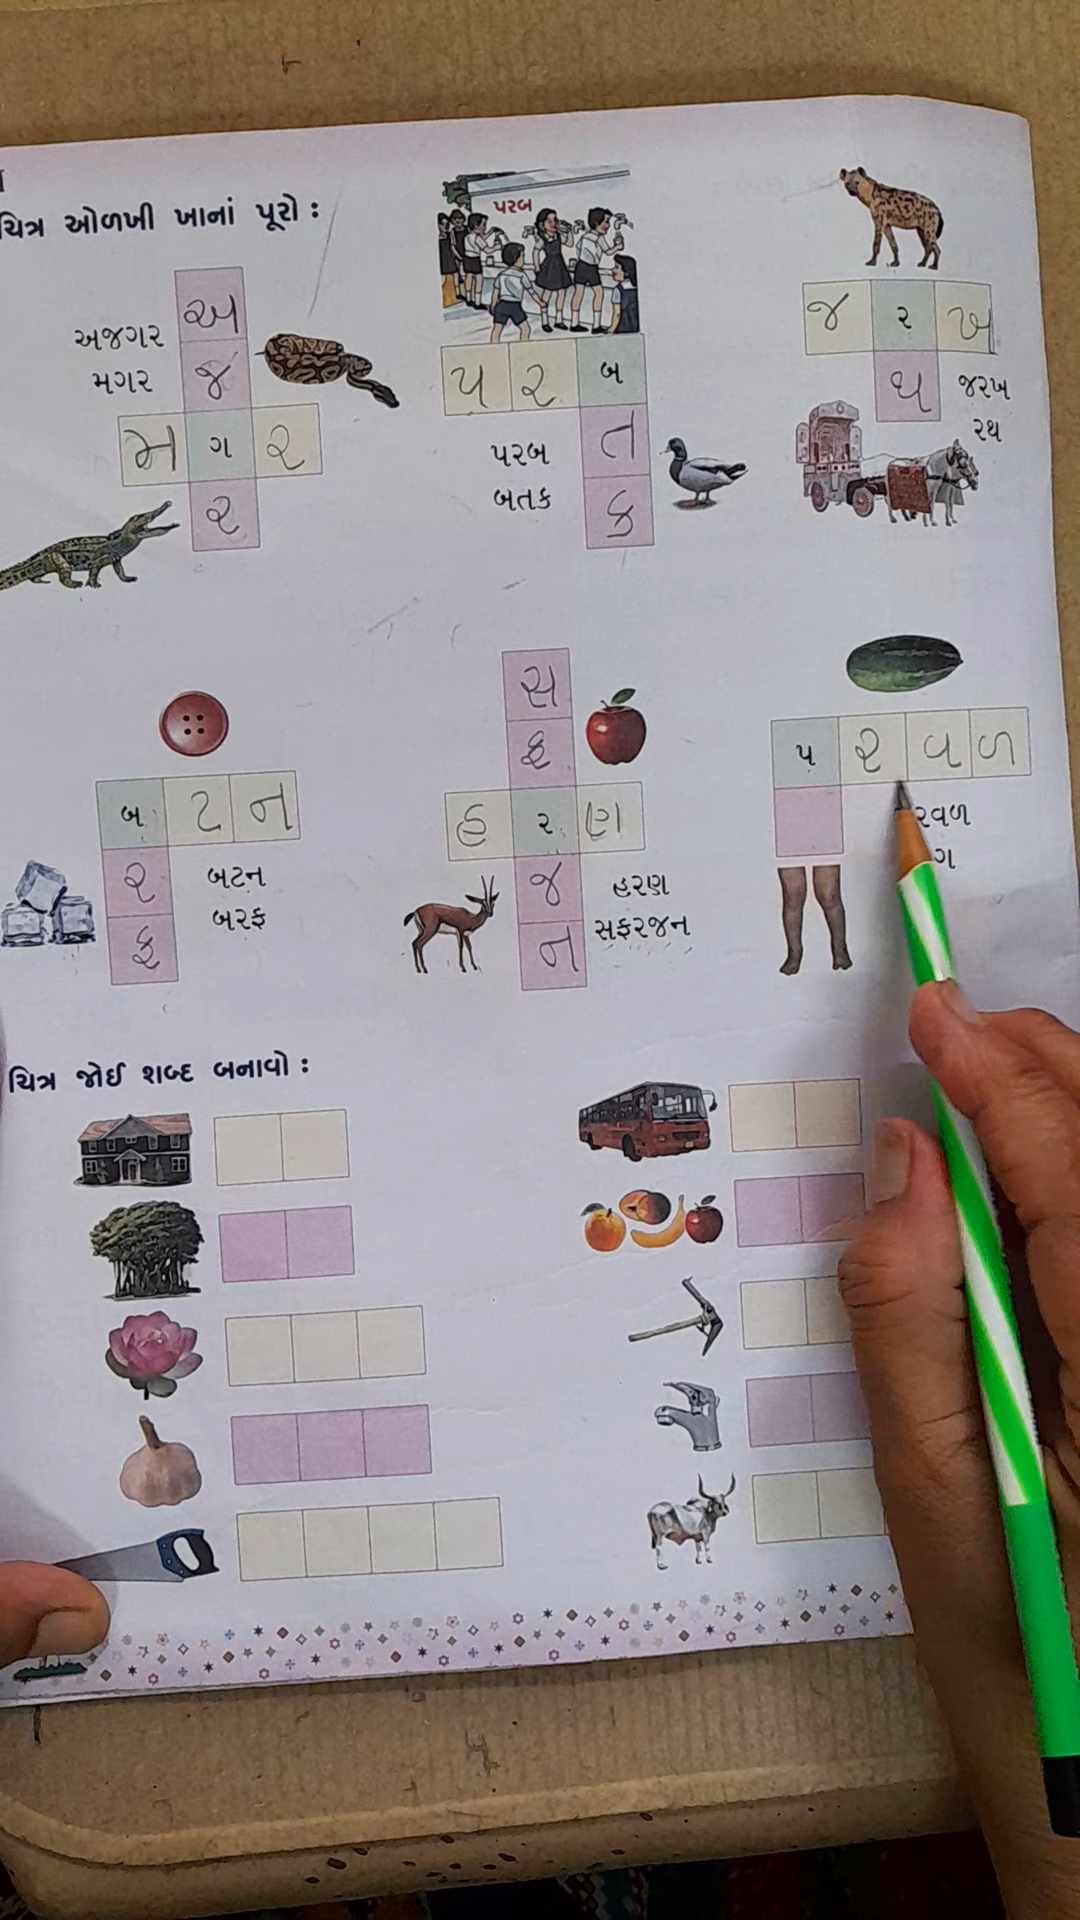 ચિત્ર ઓળખી ખાનાં પૂરો :
પરબ
અ
અજગર
જ
મગર
મ ગ ર
ર
પ ર બ
ત
પરબ
બતક
ક
જ ર ખ
થ
જરખ
રથ
બ ટ ન
ર
બટન
બરફ
ફ
સ
ફ
હ ર ણ
જ
હરણ
ન
સફરજન
પ ર વ ળ
રવળ
ગ
ચિત્ર જોઈ શબ્દ બનાવો :